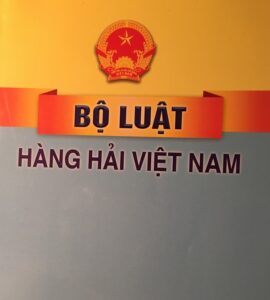 BỘ LUẬT
HÀNG HẢI VIỆT NAM